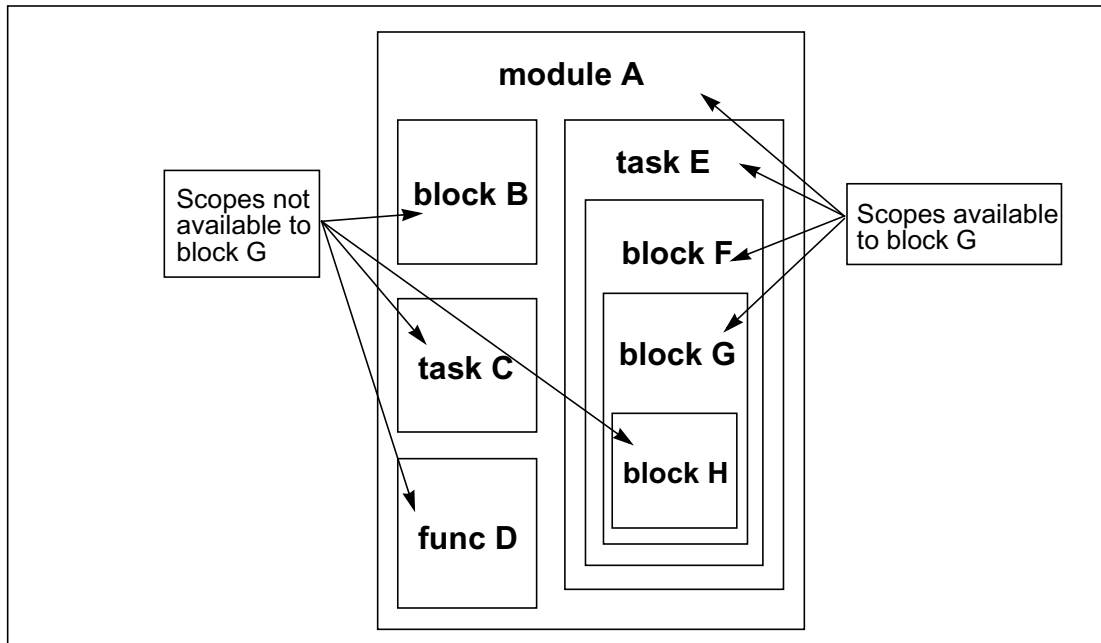 module A
block B
task C
func D
task E
block F
block G
block H
Scopes not
available to
block G
Scopes available
to block G